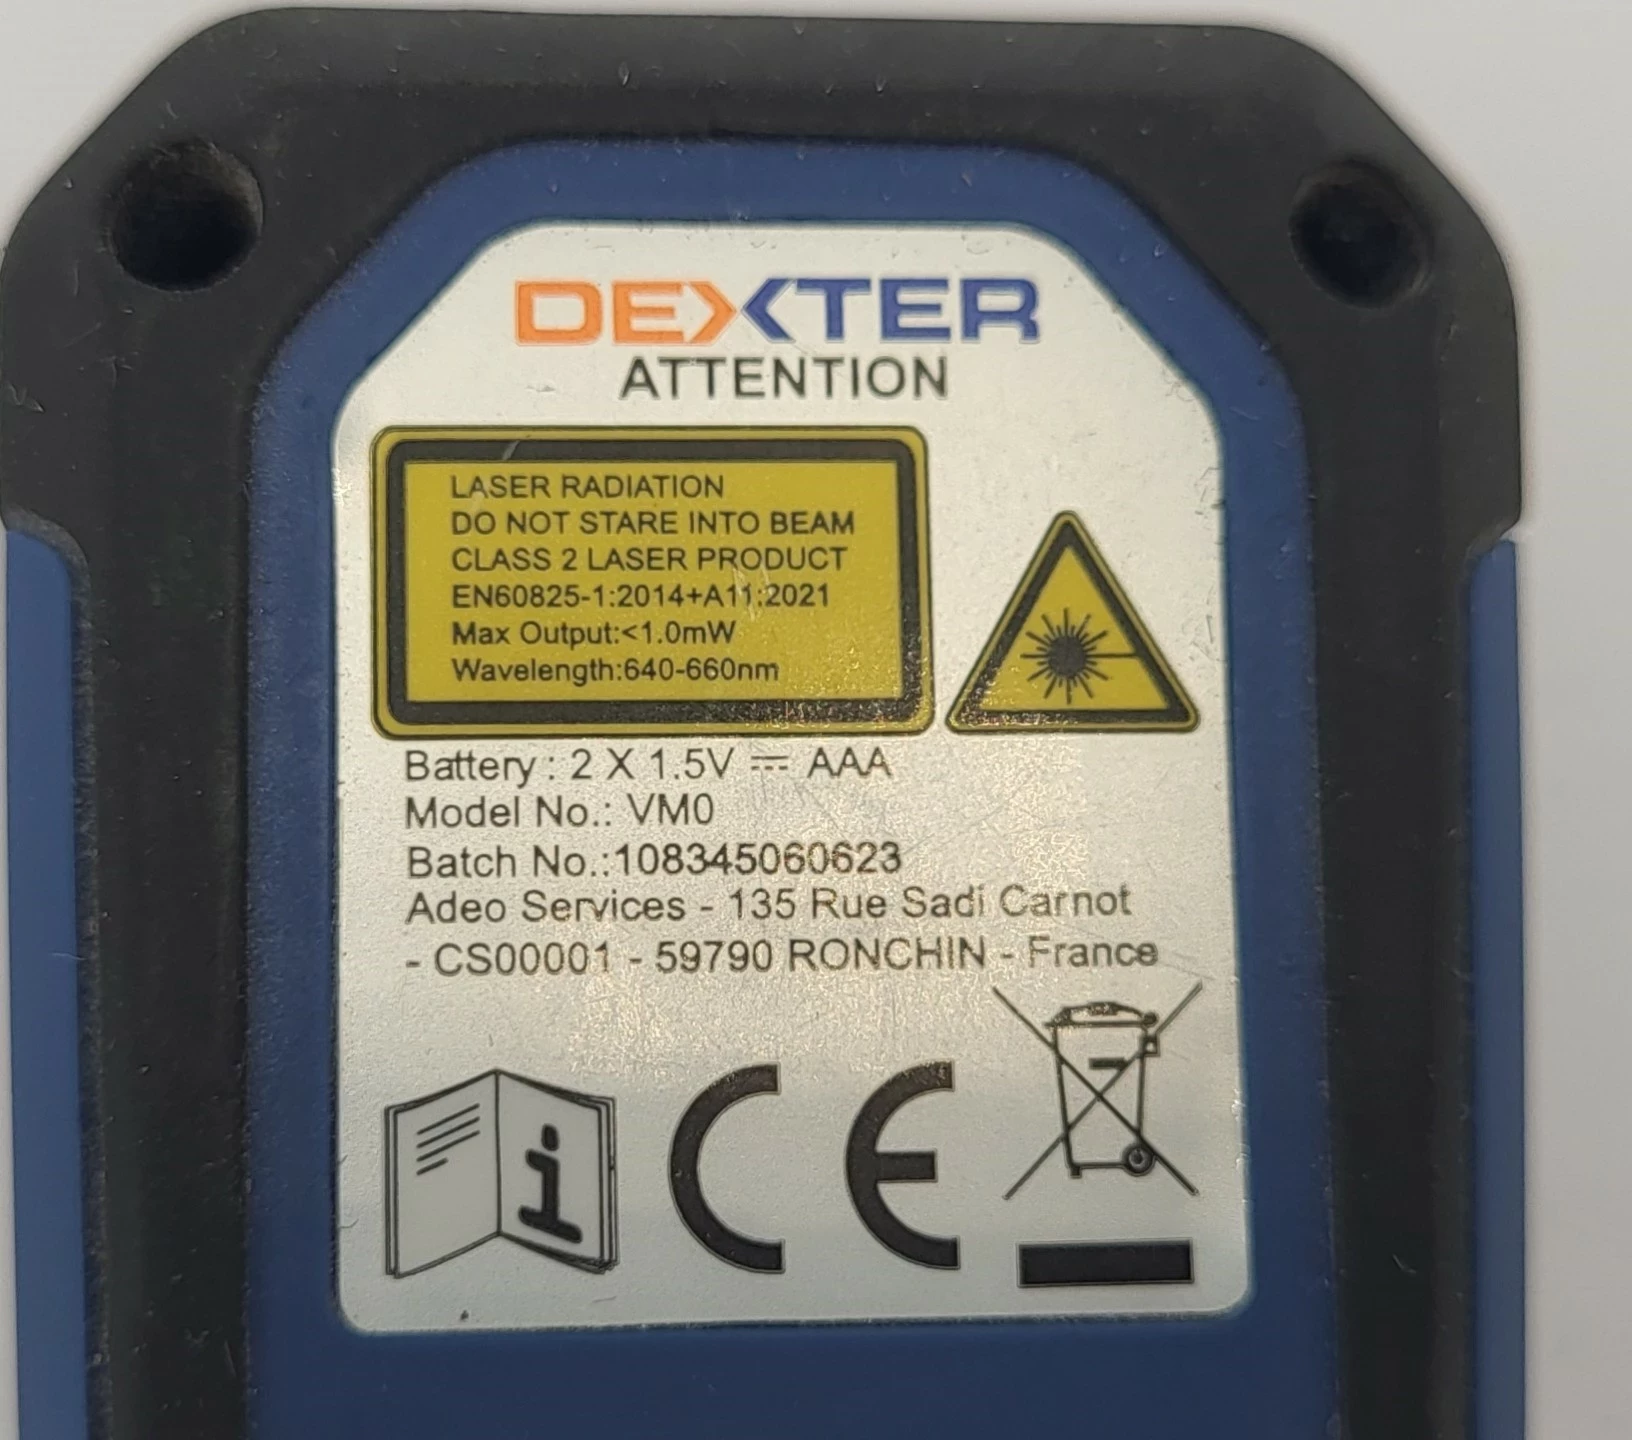 DEXTER
ATTENTION
LASER RADIATION
DO NOT STARE INTO BEAM
CLASS 2 LASER PRODUCT
EN60825-1:2014+A11:2021
Max Output:<1.0mW
Wavelength:640-660nm
Battery : 2 X 1.5V ⎓ AAA
Model No.: VM0
Batch No.:108345060623
Adeo Services - 135 Rue Sadi Carnot
- CS00001 - 59790 RONCHIN - France
i CE